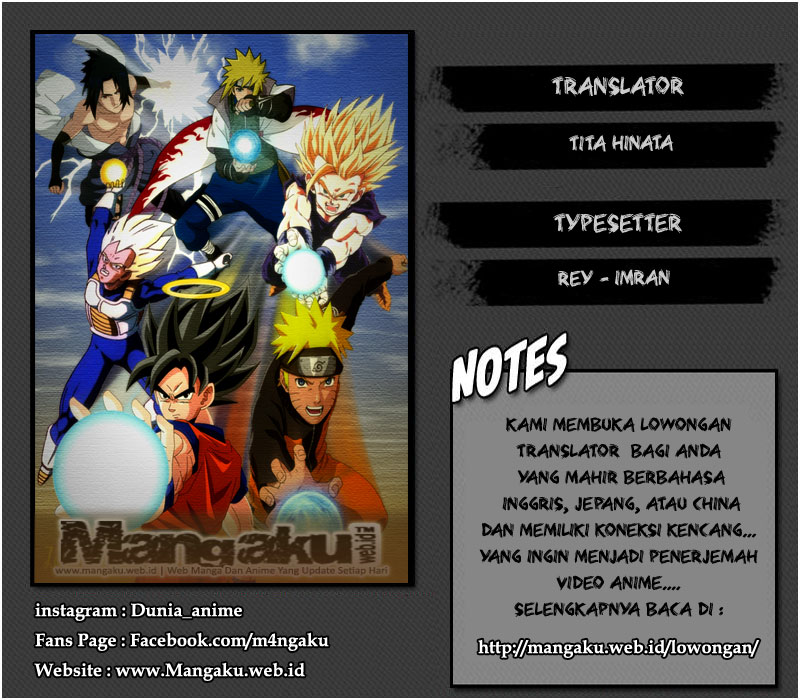 Mangaku web.id™
www.mangaku.web.id | Web Manga Dan Anime Yang Update Setiap Hari
instagram : Dunia_anime
Fans Page : Facebook.com/m4ngaku
Website : www.Mangaku.web.id
TRANSLATOR
TITA HINATA
TYPESETTER
REY - IMRAN
NOTES
KAMI MEMBUKA LOWONGAN
TRANSLATOR BAGI ANDA
YANG MAHIR BERBAHASA
INGGRIS, JEPANG, ATAU CHINA
DAN MEMILIKI KONEKSI KENCANG...
YANG INGIN MENJADI PENERJEMAH
VIDEO ANIME....
SELENGKAPNYA BACA DI :
http://mangaku.web.id/lowongan/